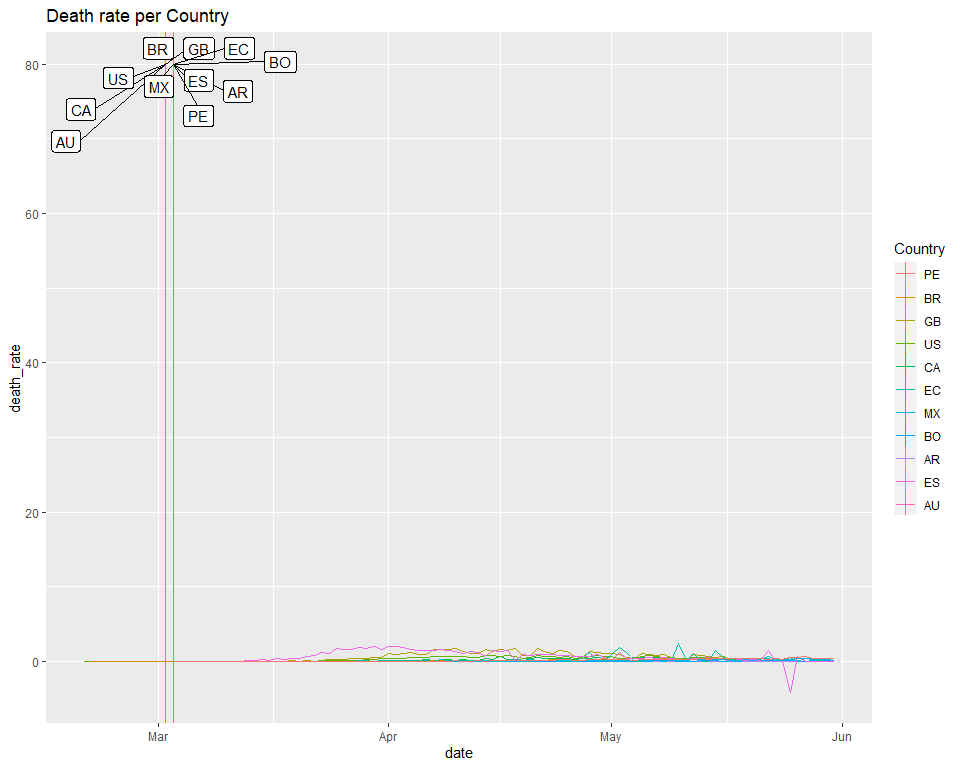 Death rate per Country
BR
GB
EC
BO
US
ES
MX
AR
CA
PE
AU
80
60
40
20
0
death_rate
Mar
Apr
May
Jun
date
Country
PE
BR
GB
US
CA
EC
MX
BO
AR
ES
AU